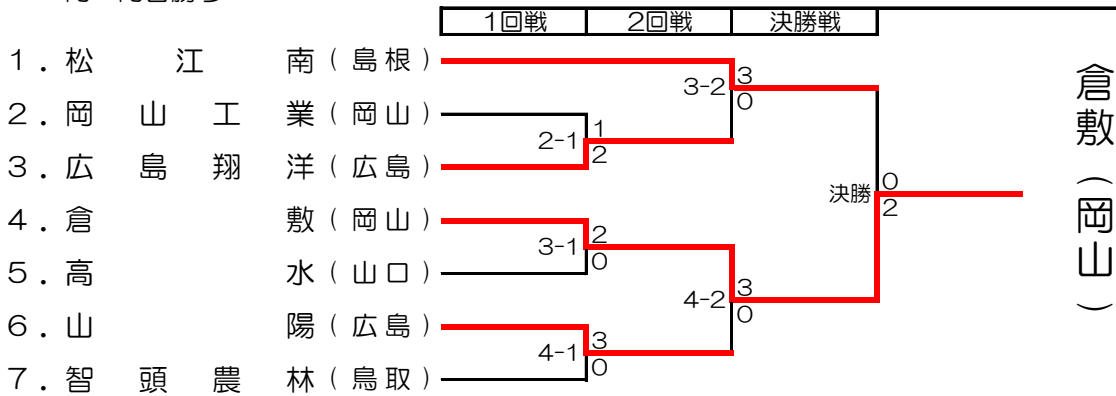 1回戦 2回戦 決勝戦
1．松江南（島根）
2．岡山工業（岡山）
3．広島翔洋（広島）
4．倉敷（岡山）
5．高水（山口）
6．山陽（広島）
7．智頭農林（鳥取）
3-2 3 0
2-1 1 2
決勝 0 2
3-1 2 0
4-2 3 0
4-1 3 0
倉敷（岡山）